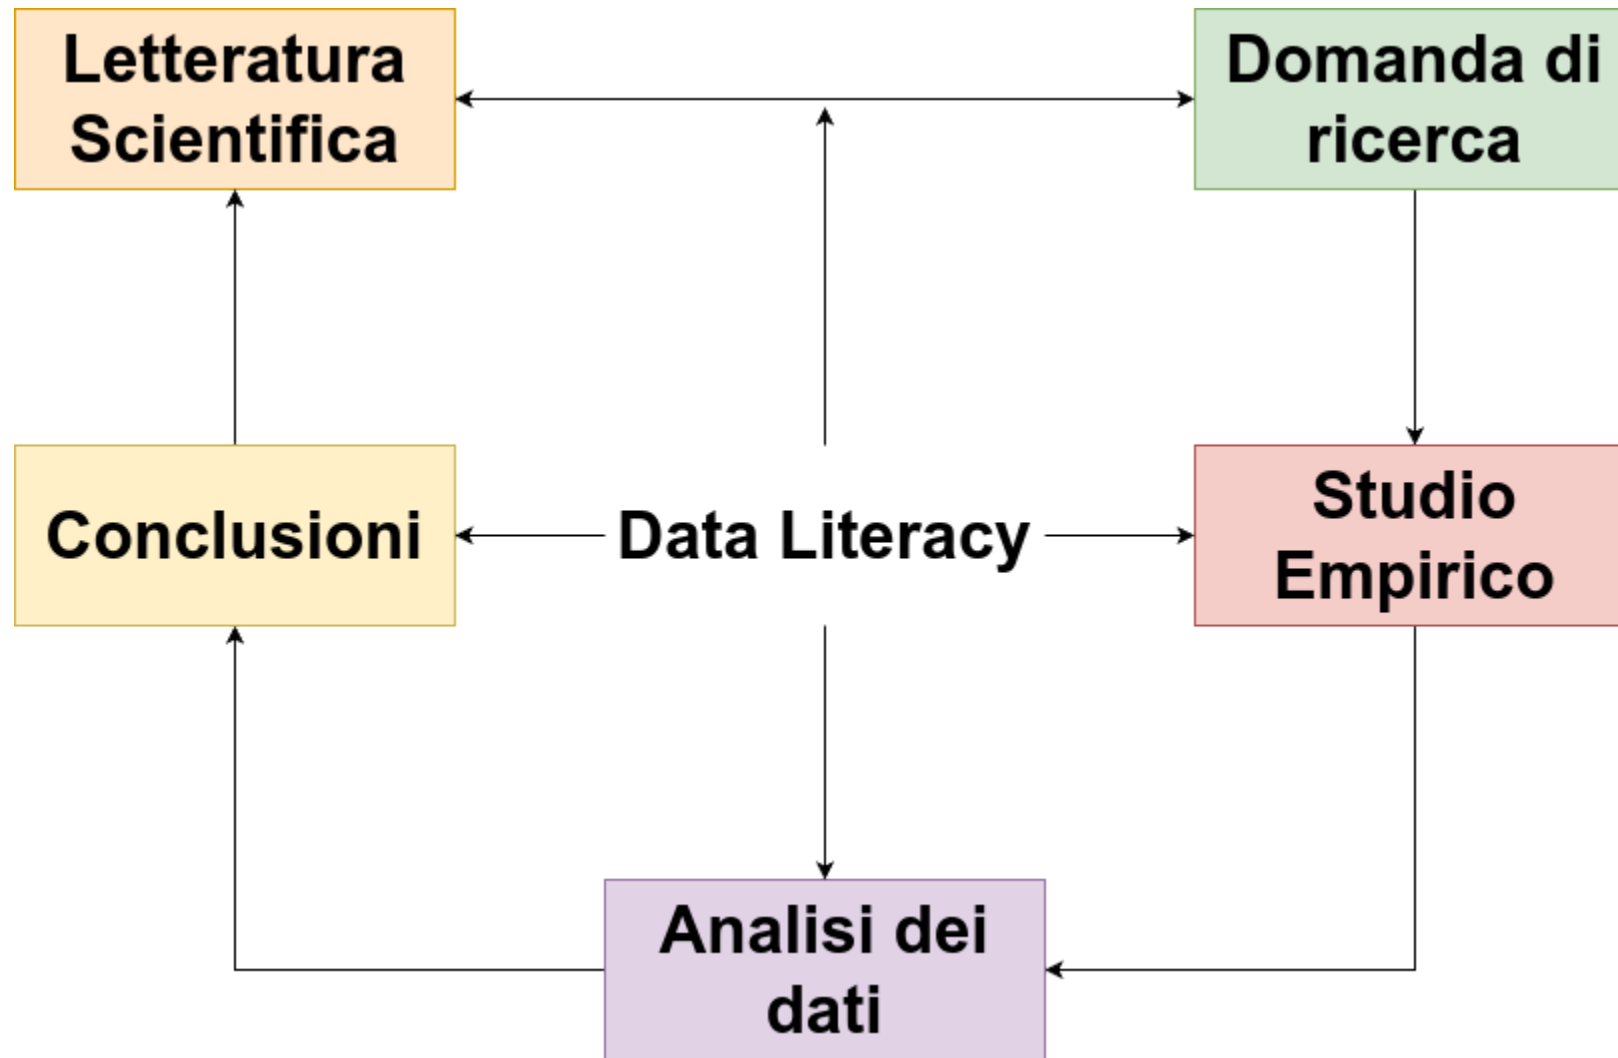 Letteratura
Scientifica
Domanda di
ricerca
Conclusioni
Data Literacy
Studio
Empirico
Analisi dei
dati